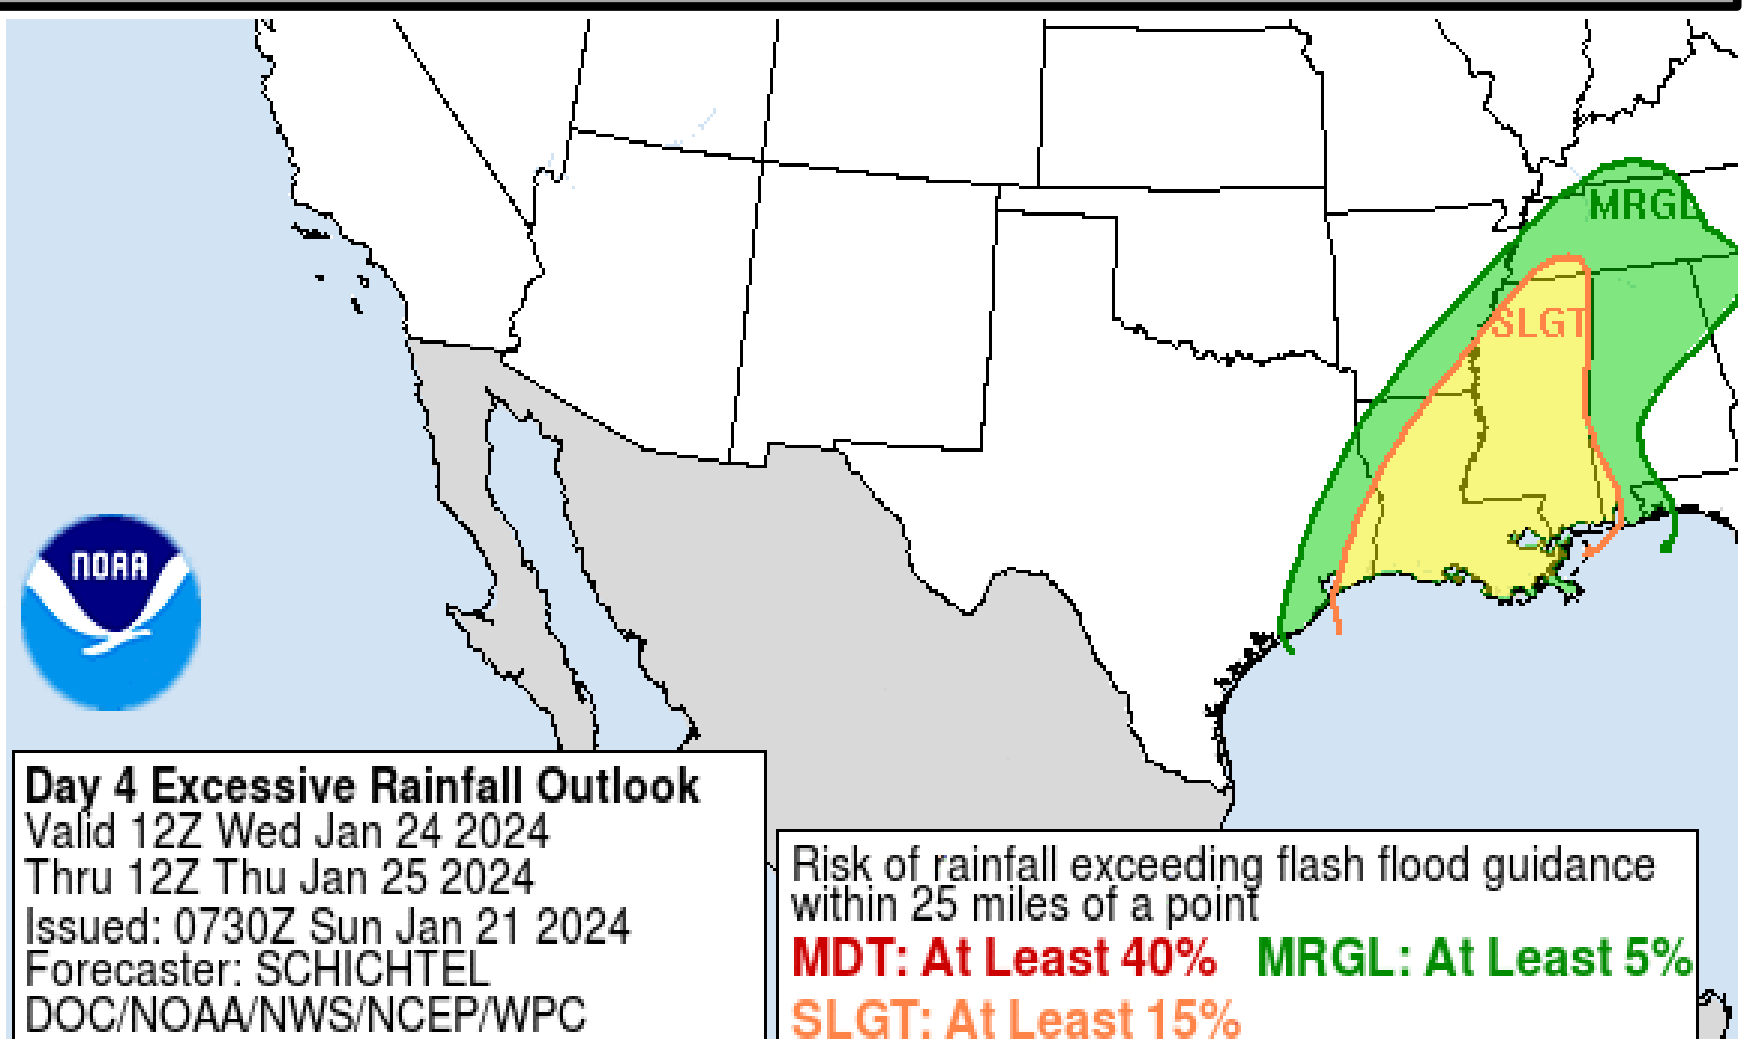 MRGL
SLGT
NOAA
Day 4 Excessive Rainfall Outlook
Valid 12Z Wed Jan 24 2024
Thru 12Z Thu Jan 25 2024
Issued: 0730Z Sun Jan 21 2024
Forecaster: SCHICHTEL
DOC/NOAA/NWS/NCEP/WPC
Risk of rainfall exceeding flash flood guidance
within 25 miles of a point
MDT: At Least 40% MRGL: At Least 5%
SLGT: At Least 15%